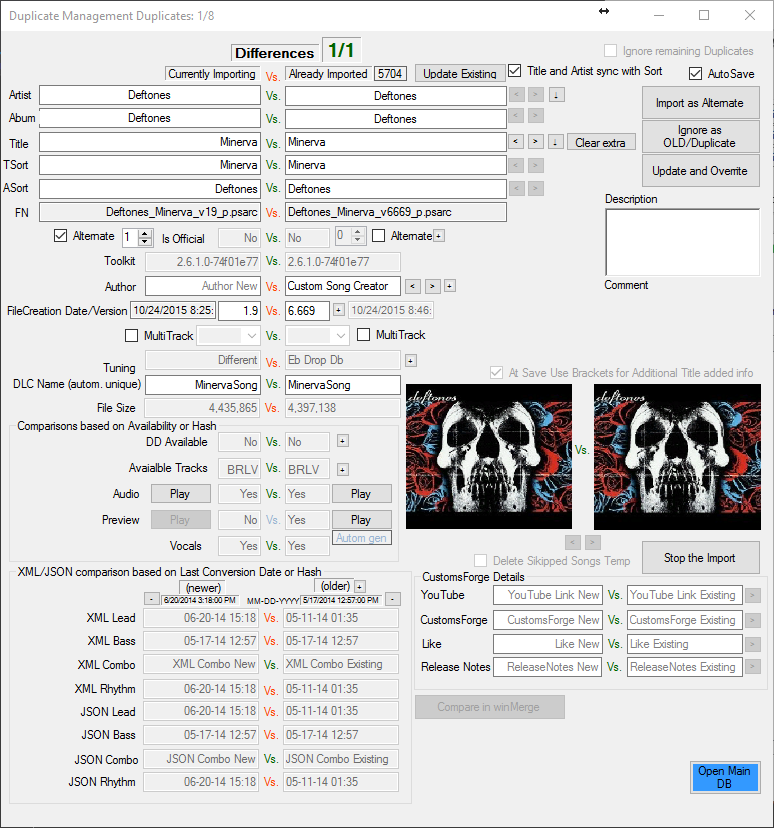 Duplicate Management Duplicates: 1/8
Differences 1/1
Ignore remaining Duplicates
Currently Importing Vs. Already Imported 5704 Update Existing Title and Artist sync with Sort AutoSave
Artist Deftones Vs. Deftones < > ↓ Import as Alternate
Abum Deftones Vs. Deftones < >
Title Minerva Vs. Minerva < > ↓ Clear extra Ignore as OLD/Duplicate
TSort Minerva Vs. Minerva < > Update and Overrite
ASort Deftones Vs. Deftones < >
FN Deftones_Minerva_v19_p.psarc Vs. Deftones_Minerva_v6669_p.psarc
Description
Alternate 1 Is Official No Vs. No 0 Alternate +
Toolkit 2.6.1.0-74f01e77 Vs. 2.6.1.0-74f01e77
Author Author New Vs. Custom Song Creator < > +
Comment
FileCreation Date/Version 10/24/2015 8:25: 1.9 Vs. 6.669 + 10/24/2015 8:46:
MultiTrack Vs. MultiTrack
Tuning Different Vs. Eb Drop Db +
At Save Use Brackets for Additional Title added info
DLC Name (autom. unique) MinervaSong Vs. MinervaSong
File Size 4,435,865 Vs. 4,397,138
deftones Vs. deftones
Comparisons based on Availability or Hash
DD Available No Vs. No +
Avaialble Tracks BRLV Vs. BRLV +
Audio Play Yes Vs. Yes Play
Preview Play No Vs. Yes Play
Autom gen
Vocals Yes Vs. Yes
< >
Delete Sikipped Songs Temp Stop the Import
XML/JSON comparison based on Last Conversion Date or Hash
(newer) (older) +
- 6/20/2014 3:18:00 PM MM-DD-YYYY 5/17/2014 12:57:00 PM -
XML Lead 06-20-14 15:18 Vs. 05-11-14 01:35
XML Bass 05-17-14 12:57 Vs. 05-17-14 12:57
XML Combo XML Combo New Vs. XML Combo Existing
XML Rhythm 06-20-14 15:18 Vs. 05-11-14 01:35
JSON Lead 06-20-14 15:18 Vs. 05-11-14 01:35
JSON Bass 05-17-14 12:57 Vs. 05-17-14 12:57
JSON Combo JSON Combo New Vs. JSON Combo Existing
JSON Rhythm 06-20-14 15:18 Vs. 05-11-14 01:35
CustomsForge Details
YouTube YouTube Link New Vs. YouTube Link Existing >
CustomsForge CustomsForge New Vs. CustomsForge Existing >
Like Like New Vs. Like Existing >
Release Notes ReleaseNotes New Vs. ReleaseNotes Existing >
Compare in winMerge
Open Main
DB